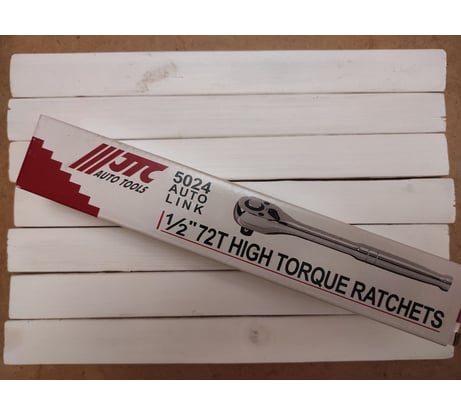 JTC
AUTO TOOLS
5024
AUTO
LINK
1/2" 72T HIGH TORQUE RATCHETS